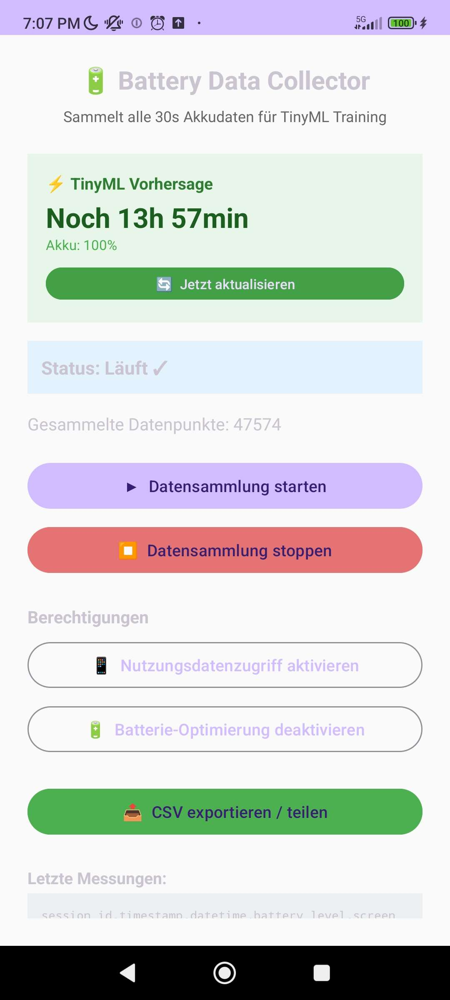 7:07 PM
5G
100
Battery Data Collector
Sammelt alle 30s Akkudaten für TinyML Training
⚡ TinyML Vorhersage
Noch 13h 57min
Akku: 100%
Jetzt aktualisieren
Status: Läuft ✓
Gesammelte Datenpunkte: 47574
► Datensammlung starten
Datensammlung stoppen
Berechtigungen
Nutzungsdatenzugriff aktivieren
Batterie-Optimierung deaktivieren
CSV exportieren / teilen
Letzte Messungen:
session_id,timestamp,datetime,battery_level,screen